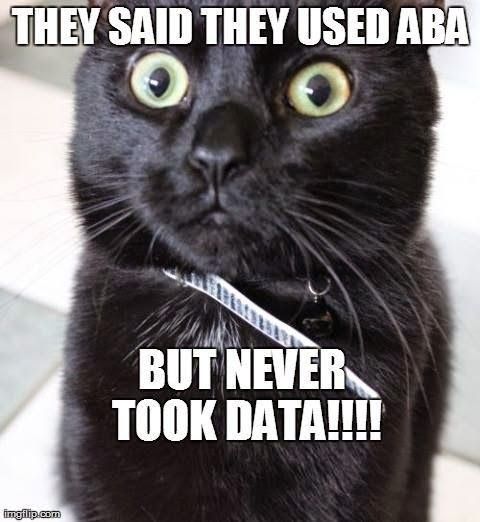 THEY SAID THEY USED ABA
BUT NEVER
TOOK DATA!!!!
imgflip.com